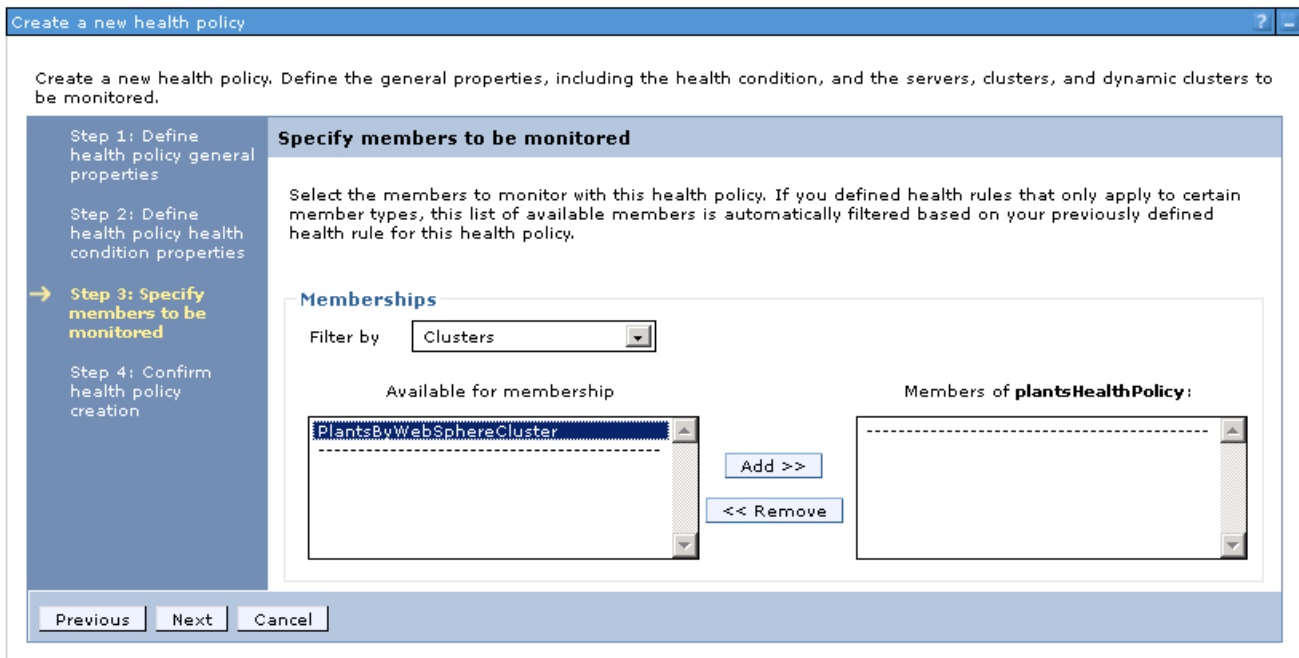 Create a new health policy
?
Create a new health policy. Define the general properties, including the health condition, and the servers, clusters, and dynamic clusters to
be monitored.
Step 1: Define
health policy general
properties
Step 2: Define
health policy health
condition properties
Step 3: Specify
members to be
monitored
Step 4: Confirm
health policy
creation
Specify members to be monitored
Select the members to monitor with this health policy. If you defined health rules that only apply to certain
member types, this list of available members is automatically filtered based on your previously defined
health rule for this health policy.
Memberships
Filter by Clusters
Available for membership
PlantsByWebSphereCluster
-----------------------------------
Add >>
<< Remove
Members of plantsHealthPolicy:
-----------------------------------
Previous Next Cancel